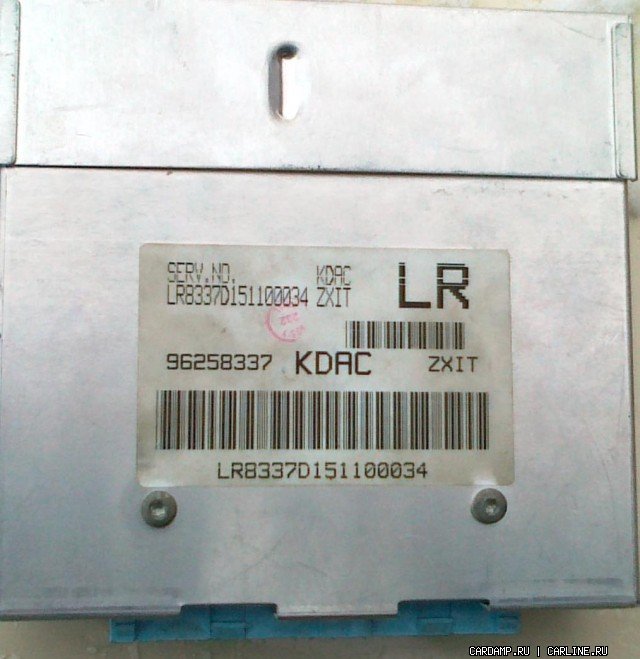 SERV.NO. KDAC LR
LR8337D151100034 ZXIT
96258337 KDAC ZXIT
LR8337D151100034
CARDAMP.RU | CARLINE.RU